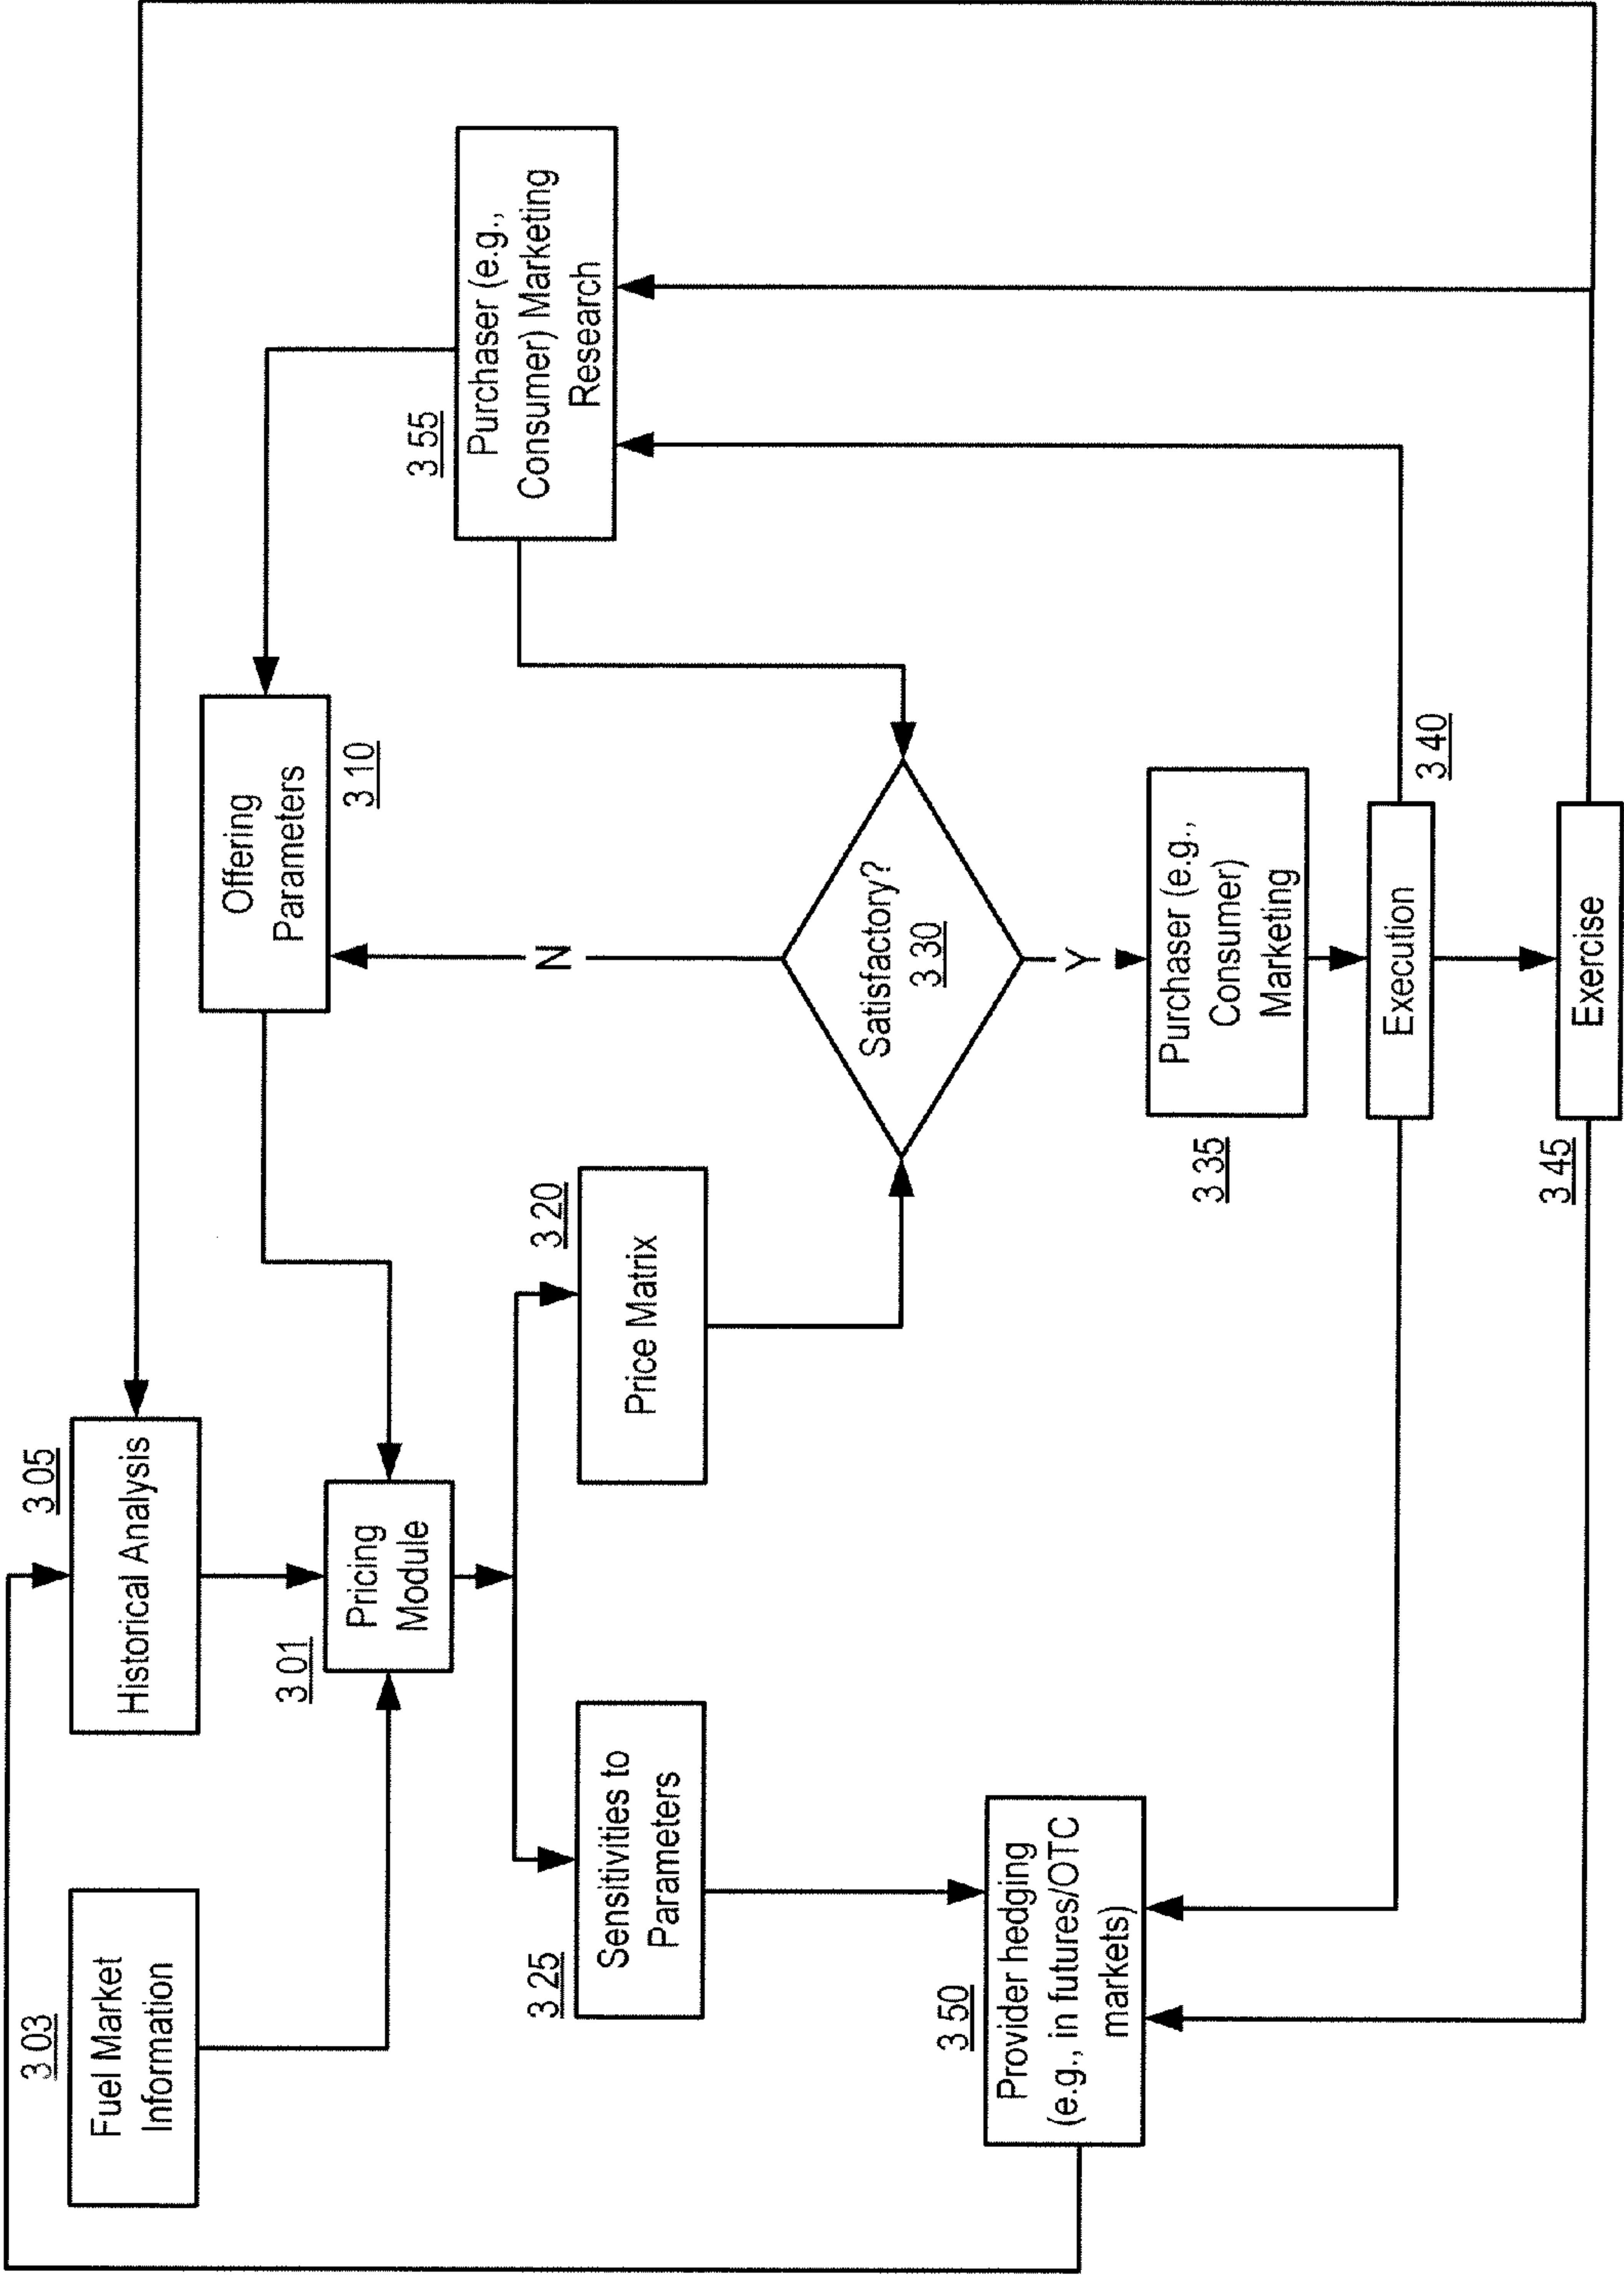 3 03
Fuel Market
Information
3 05
Historical Analysis
3 01
Pricing
Module
Offering
Parameters
3 10
3 25
Sensitivities to
Parameters
3 20
Price Matrix
3 55
Purchaser (e.g.,
Consumer) Marketing
Research
N
Satisfactory?
3 30
Y
3 50
Provider hedging
(e.g., in futures/OTC
markets)
3 35
Purchaser (e.g.,
Consumer)
Marketing
Execution
3 40
3 45
Exercise